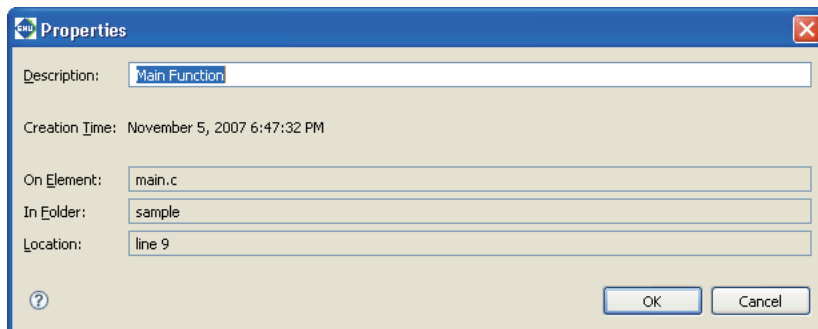 GNU Properties
Description: Main Function
Creation Time: November 5, 2007 6:47:32 PM
On Element: main.c
In Folder: sample
Location: line 9
? OK Cancel